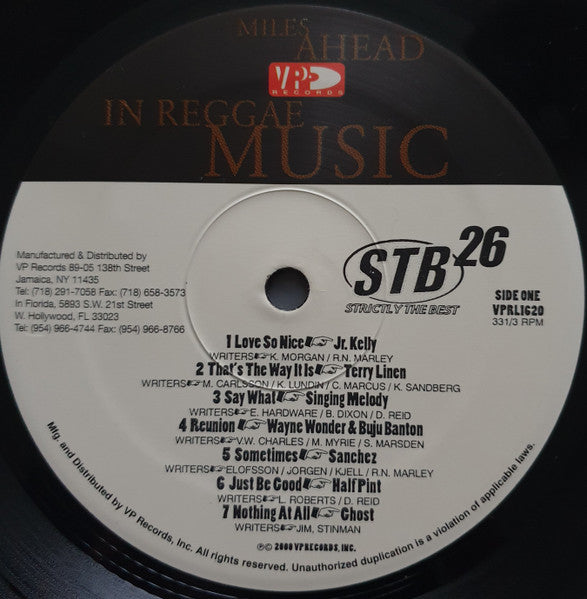 MILES AHEAD
VP
RECORDS
IN REGGAE
MUSIC
Manufactured & Distributed by
VP Records 89-05 138th Street
Jamaica, NY 11435
Tel: (718) 291-7058 Fax: (718) 658-3573
In Florida, 5893 S.W. 21st Street
W. Hollywood, FL 33023
Tel: (954) 966-4744 Fax: (954) 966-8766
STB 26
STRICTLY THE BEST
SIDE ONE
VPRL1620
331/3 RPM
1 Love So Nice☞ Jr. Kelly
WRITERS☞K. MORGAN / R.N. MARLEY
2 That's The Way It Is☞ Terry Linen
WRITERS☞M. CARLSSON / K. LUNDIN / C. MARCUS / K. SANDBERG
3 Say What☞ Singing Melody
WRITERS☞E. HARDWARE / B. DIXON / D. REID
4 Reunion☞ Wayne Wonder & Buju Banton
WRITERS☞V.W. CHARLES / M. MYRIE / S. MARSDEN
5 Sometimes☞ Sanchez
WRITERS☞ELOFSSON / JORGEN / KJELL / R.N. MARLEY
6 Just Be Good☞ Half Pint
WRITERS☞L. ROBERTS / D. REID
7 Nothing At All☞ Ghost
WRITERS☞JIM, STINMAN
℗© 2000 VP RECORDS, INC.
Mfg. and Distributed by VP Records, Inc. All rights reserved. Unauthorized duplication is a violation of applicable laws.